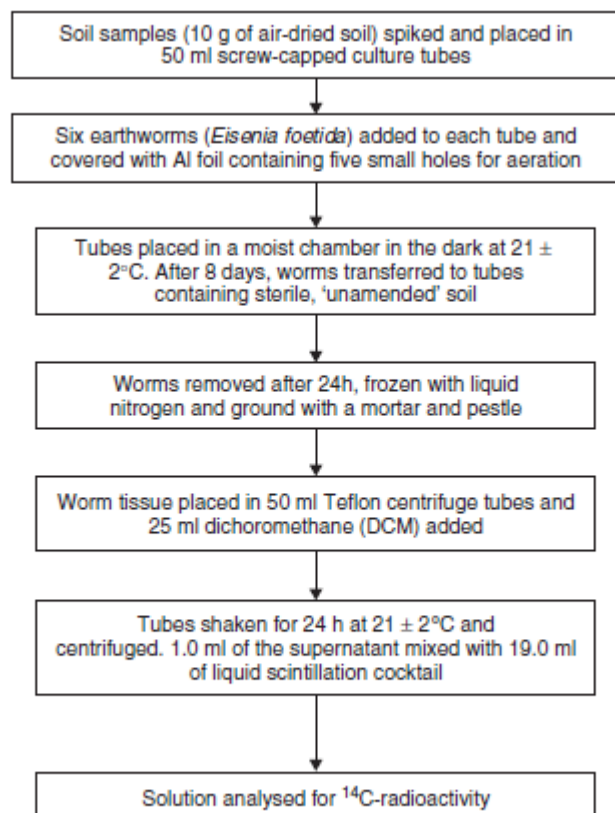 Soil samples (10 g of air-dried soil) spiked and placed in
50 ml screw-capped culture tubes
Six earthworms (Eisenia foetida) added to each tube and
covered with Al foil containing five small holes for aeration
Tubes placed in a moist chamber in the dark at 21 ±
2°C. After 8 days, worms transferred to tubes
containing sterile, ‘unamended’ soil
Worms removed after 24h, frozen with liquid
nitrogen and ground with a mortar and pestle
Worm tissue placed in 50 ml Teflon centrifuge tubes and
25 ml dichoromethane (DCM) added
Tubes shaken for 24 h at 21 ± 2°C and
centrifuged. 1.0 ml of the supernatant mixed with 19.0 ml
of liquid scintillation cocktail
Solution analysed for ¹⁴C-radioactivity